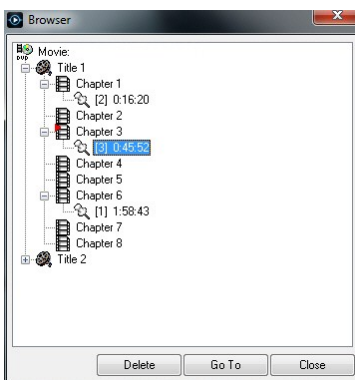 Browser
DVD
Movie:
Title 1
Chapter 1
[2] 0:16:20
Chapter 2
Chapter 3
[3] 0:45:52
Chapter 4
Chapter 5
Chapter 6
[1] 1:58:43
Chapter 7
Chapter 8
Title 2
Delete Go To Close